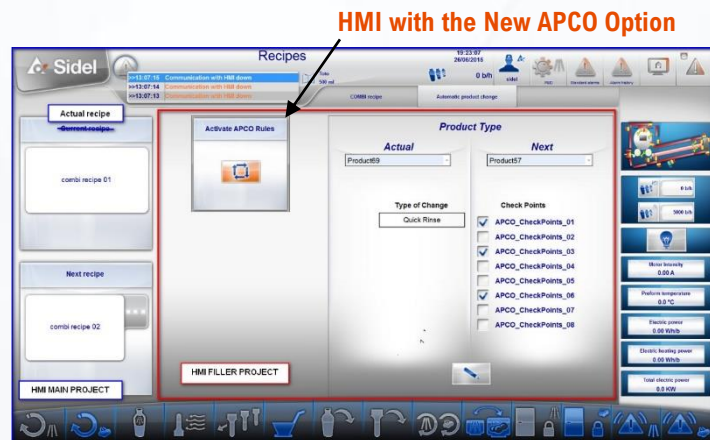 HMI with the New APCO Option
Sidel
Recipes
19:23:07
26/06/2018
>>13:07:15 Communication with HMI down
>>13:07:14 Communication with HMI down
>>13:07:13 Communication with HMI down
500 ml
0 b/h
sidel
COMBI recipe
Automatic product change
Actual recipe
Current recipe
combi recipe 01
Next recipe
combi recipe 02
HMI MAIN PROJECT
Activate APCO Rules
HMI FILLER PROJECT
Product Type
Actual
Next
Product69
Product57
Type of Change
Quick Rinse
Check Points
APCO_CheckPoints_01
APCO_CheckPoints_02
APCO_CheckPoints_03
APCO_CheckPoints_04
APCO_CheckPoints_05
APCO_CheckPoints_06
APCO_CheckPoints_07
APCO_CheckPoints_08
0 b/h
Preform temperature
0.0 °C
0.00 A
Electric power
0.00 Wh/b
Electric heating power
0.00 Wh/b
Total electric power
0.0 KW